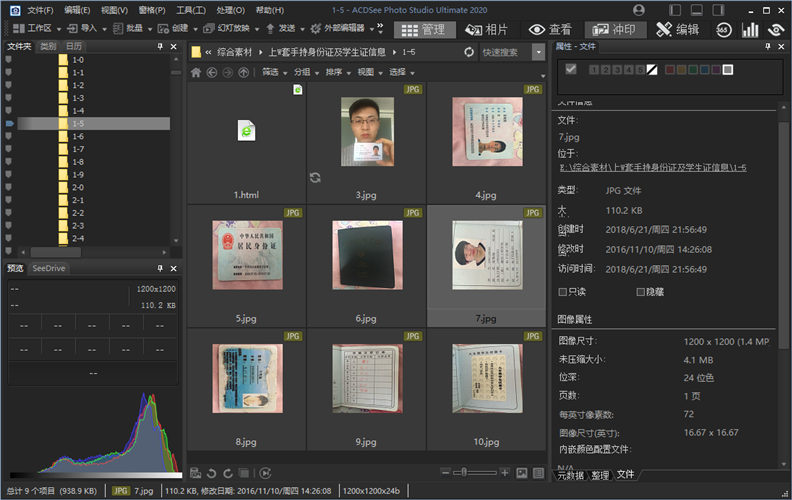 文件(F) 编辑(E) 视图(V) 窗格(P) 工具(T) 处理(O) 帮助(H)
1-5 - ACDSee Photo Studio Ultimate 2020
工作区 导入 批量 创建 幻灯放映 发送 外部编辑器
管理 相片 查看 冲印 编辑 365
文件夹 类别 日历
1-0
1-1
1-2
1-3
1-4
1-5
1-6
1-7
1-8
1-9
2-0
2-1
2-2
2-3
2-4
综合素材 上W套手持身份证及学生证信息 1-5
快速搜索
筛选 分组 排序 视图 选择
1.html
JPG
3.jpg
JPG
4.jpg
JPG
中华人民共和国
居民身份证
5.jpg
JPG
6.jpg
JPG
7.jpg
JPG
8.jpg
JPG
9.jpg
JPG
10.jpg
预览 SeeDrive
-- 1200x1200
-- 110.2 KB
-- -- -- -- --
-- -- -- -- --
--
属性 - 文件
1 2 3 4 5
文件信息
文件:
7.jpg
位于:
E:\综合素材\上W套手持身份证及学生证信息\1-5
类型: JPG 文件
大 110.2 KB
创建时 2018/6/21/周四 21:56:49
修改时 2016/11/10/周四 14:26:08
访问时间: 2018/6/21/周四 21:56:49
只读 隐藏
图像属性
图像尺寸: 1200 x 1200 (1.4 MP
未压缩大小: 4.1 MB
位深: 24 位色
页数: 1 页
每英寸像素数: 72
图像尺寸(英寸): 16.67 x 16.67
内嵌颜色配置文件:
N/A
元数据 整理 文件
总计 9 个项目 (938.9 KB) JPG 7.jpg 110.2 KB, 修改日期: 2016/11/10/周四 14:26:08 1200x1200x24b